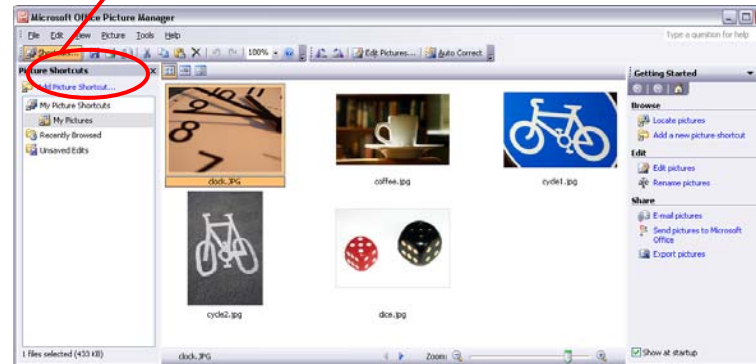 Microsoft Office Picture Manager
File Edit View Picture Tools Help
Type a question for help
Shortcuts...
100%
Edit Pictures...
Auto Correct
Picture Shortcuts
Getting Started
Add Picture Shortcut...
My Picture Shortcuts
My Pictures
Recently Browsed
Unsaved Edits
clock.JPG
coffee.jpg
cycle1.jpg
cycle2.jpg
dice.jpg
Browse
Locate pictures
Add a new picture shortcut
Edit
Edit pictures
Rename pictures
Share
E-mail pictures
Send pictures to Microsoft
Office
Export pictures
1 files selected (433 KB)
clock.JPG
Zoom:
Show at startup